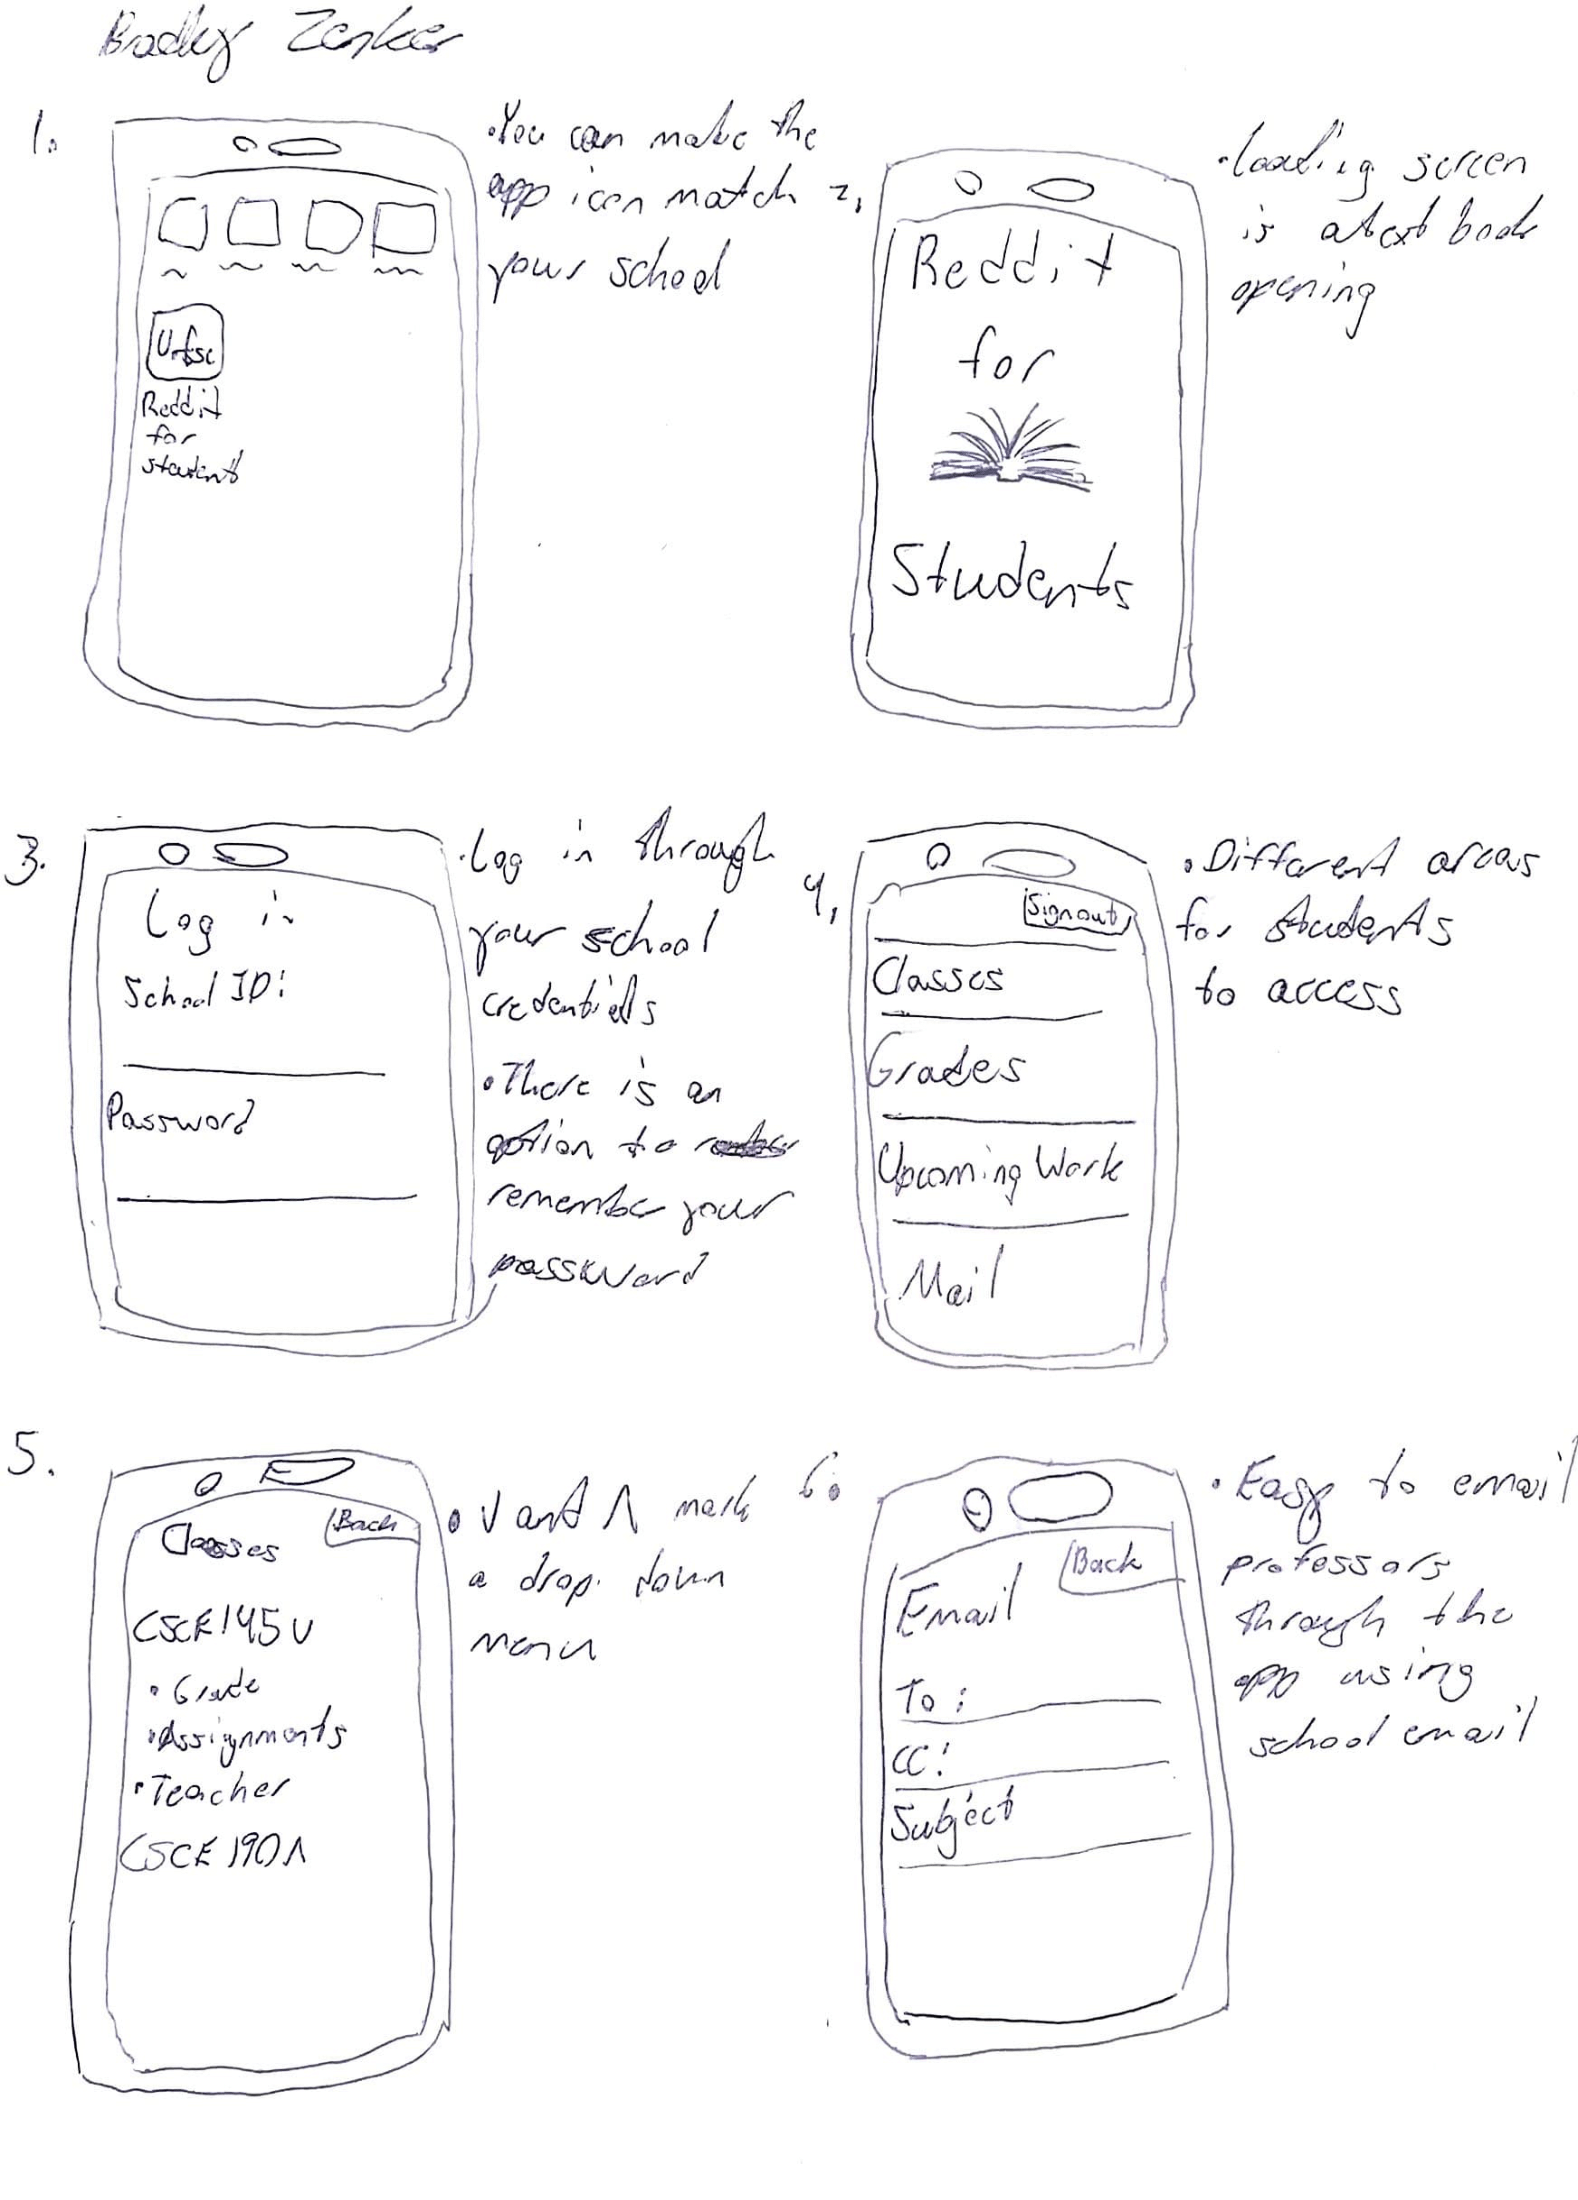 Bradley Zenker
1.
• You can make the
app icon match
your school
Uofsc
Reddit
for
students
2.
Reddit
for
Students
• loading screen
is a text book
opening
3.
Log in
School ID:
Password
• Log in through
your school
credentials
• There is an
option to
remember your
password
4.
Signout
Classes
Grades
Upcoming Work
Mail
• Different areas
for students
to access
5.
Back
Classes
CSCE 145 V
• Grade
• Assignments
• Teacher
CSCE 190 Λ
• V and Λ mark
a drop down
menu
6.
Back
Email
To:
CC:
Subject
• Easy to email
professors
through the
app using
school email